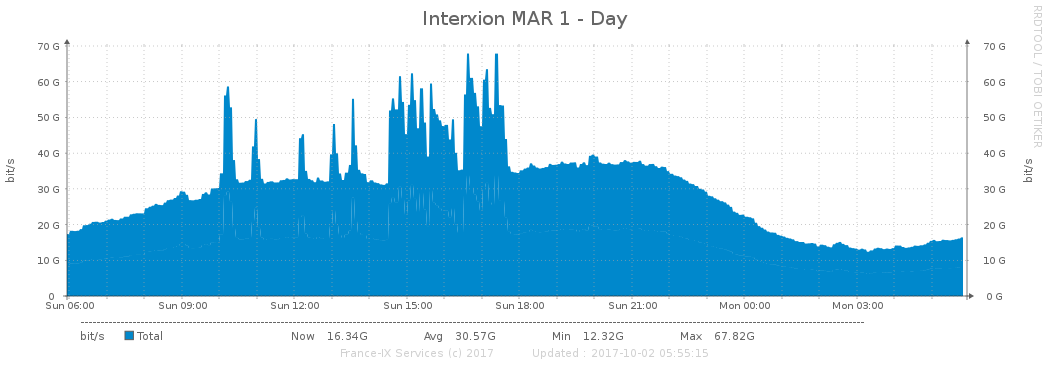 Interxion MAR 1 - Day
RRDTOOL / TOBI OETIKER
bit/s
70 G
60 G
50 G
40 G
30 G
20 G
10 G
0
70 G
60 G
50 G
40 G
30 G
20 G
10 G
0 G
bit/s
Sun 06:00 Sun 09:00 Sun 12:00 Sun 15:00 Sun 18:00 Sun 21:00 Mon 00:00 Mon 03:00
bit/s Total Now 16.34G Avg 30.57G Min 12.32G Max 67.82G
France-IX Services (c) 2017 Updated : 2017-10-02 05:55:15